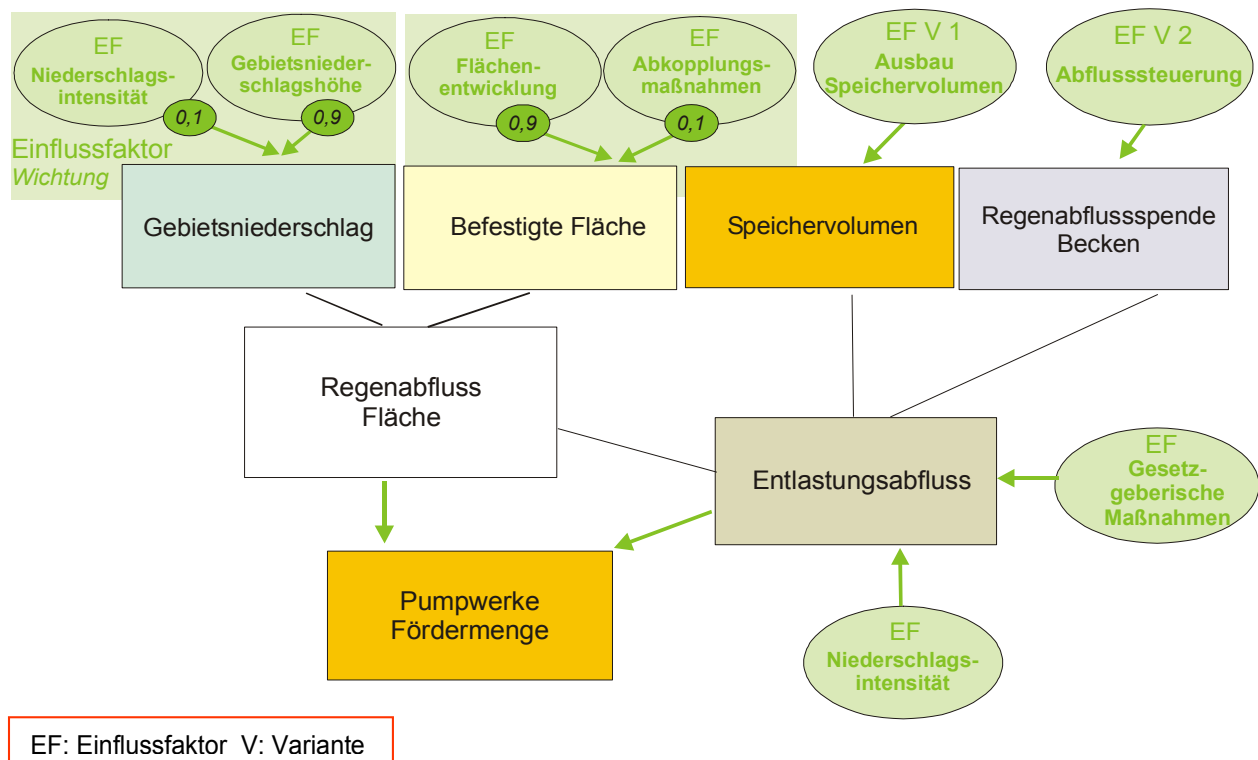 EF
Niederschlags-
intensität
0,1
EF
Gebietsnieder-
schlagshöhe
0,9
EF
Flächen-
entwicklung
0,9
EF
Abkopplungs-
maßnahmen
0,1
EF V 1
Ausbau
Speichervolumen
EF V 2
Abflusssteuerung
Einflussfaktor
Wichtung
Gebietsniederschlag
Befestigte Fläche
Speichervolumen
Regenabflussspende
Becken
Regenabfluss
Fläche
Entlastungsabfluss
EF
Gesetz-
geberische
Maßnahmen
Pumpwerke
Fördermenge
EF
Niederschlags-
intensität
EF: Einflussfaktor V: Variante